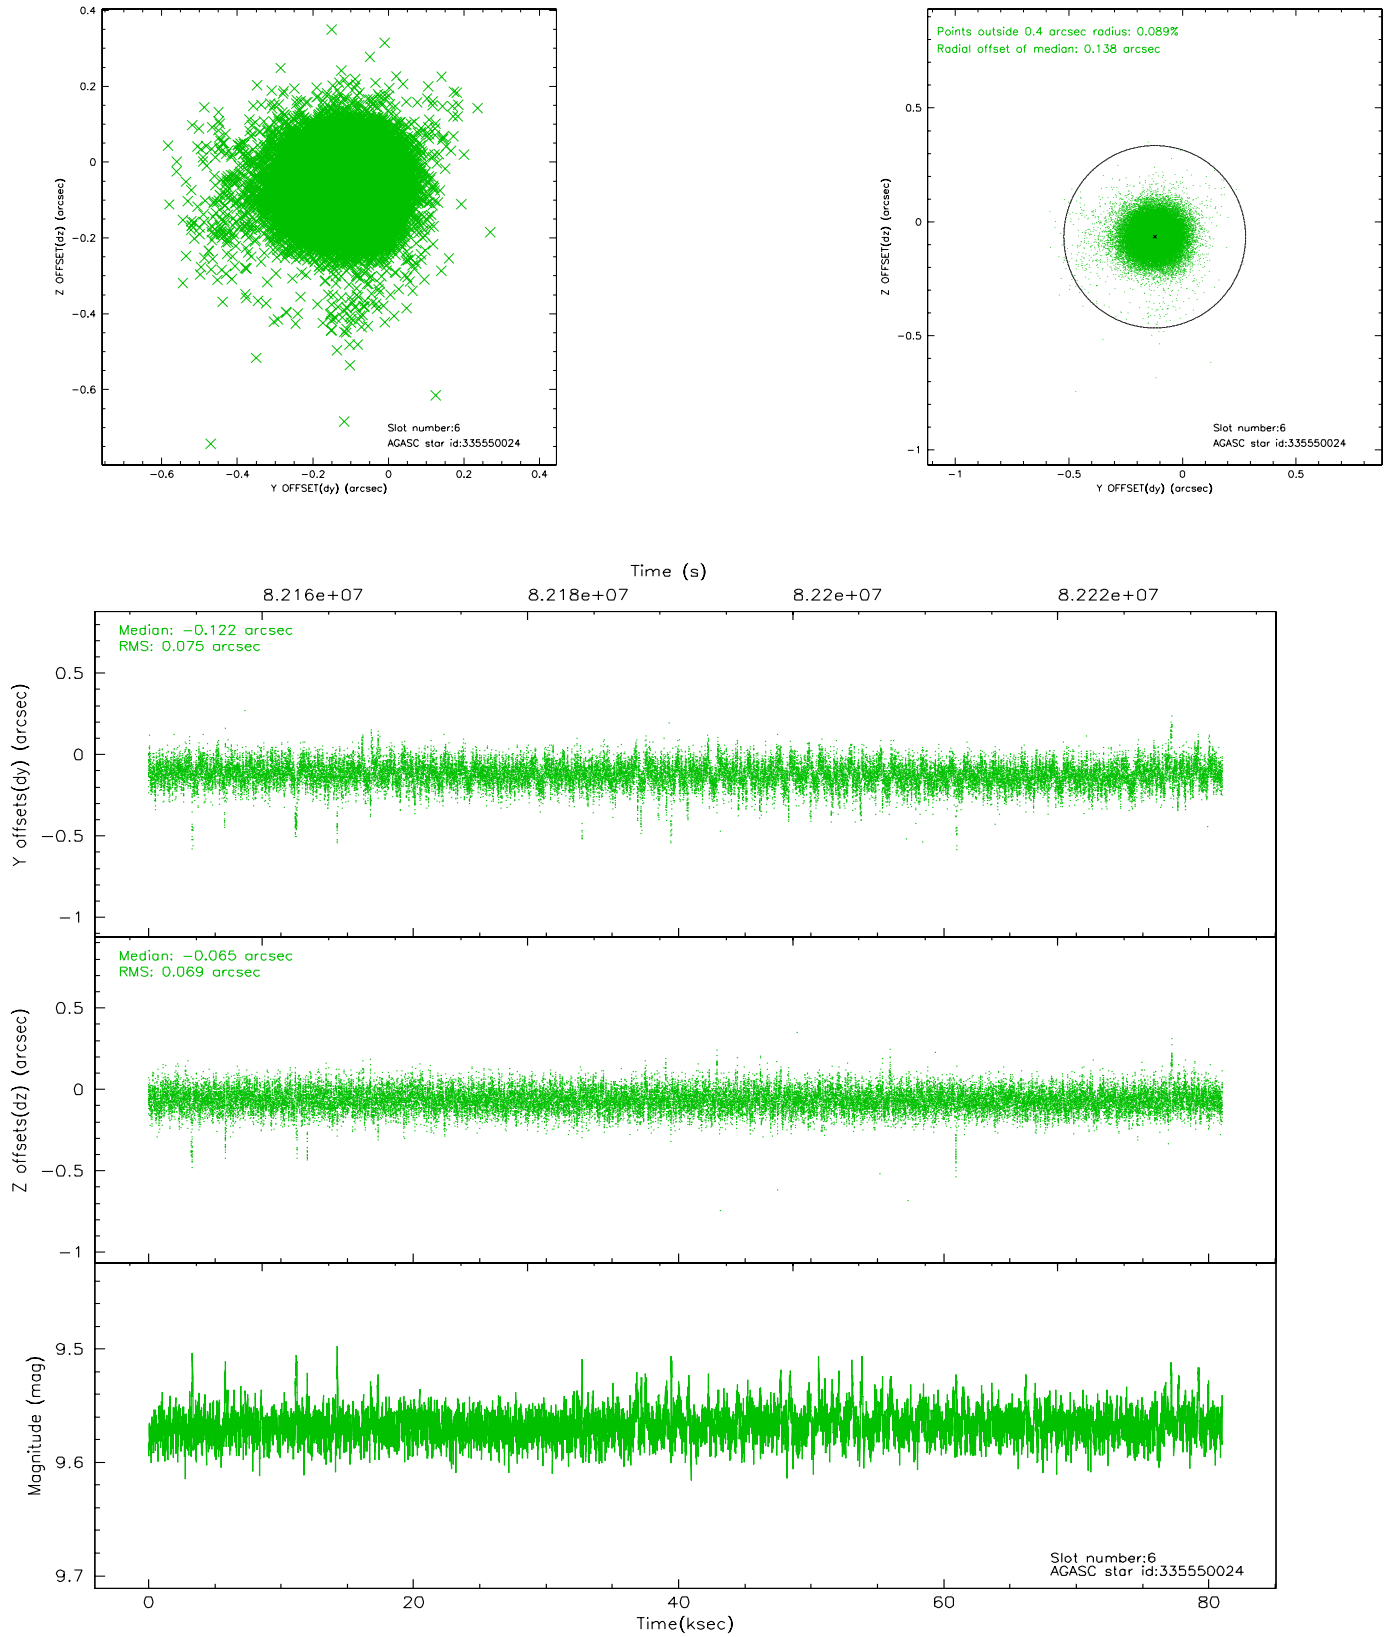 0.4
0.2
0
−0.2
−0.4
−0.6
Z OFFSET(dz) (arcsec)
−0.6 −0.4 −0.2 0 0.2 0.4
Y OFFSET(dy) (arcsec)
Slot number:6
AGASC star id:335550024
Points outside 0.4 arcsec radius: 0.089%
Radial offset of median: 0.138 arcsec
0.5
0
−0.5
−1
Z OFFSET(dz) (arcsec)
−1 −0.5 0 0.5
Y OFFSET(dy) (arcsec)
Slot number:6
AGASC star id:335550024
Time (s)
8.216e+07 8.218e+07 8.22e+07 8.222e+07
Median: −0.122 arcsec
RMS: 0.075 arcsec
0.5
0
−0.5
−1
Y offsets(dy) (arcsec)
Median: −0.065 arcsec
RMS: 0.069 arcsec
0.5
0
−0.5
−1
Z offsets(dz) (arcsec)
9.5
9.6
9.7
Magnitude (mag)
Slot number:6
AGASC star id:335550024
0 20 40 60 80
Time(ksec)